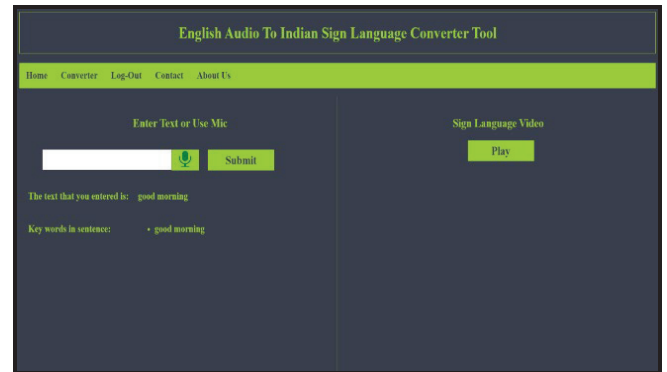 English Audio To Indian Sign Language Converter Tool
Home Converter Log-Out Contact About Us
Enter Text or Use Mic
Submit
The text that you entered is: good morning
Key words in sentence: • good morning
Sign Language Video
Play